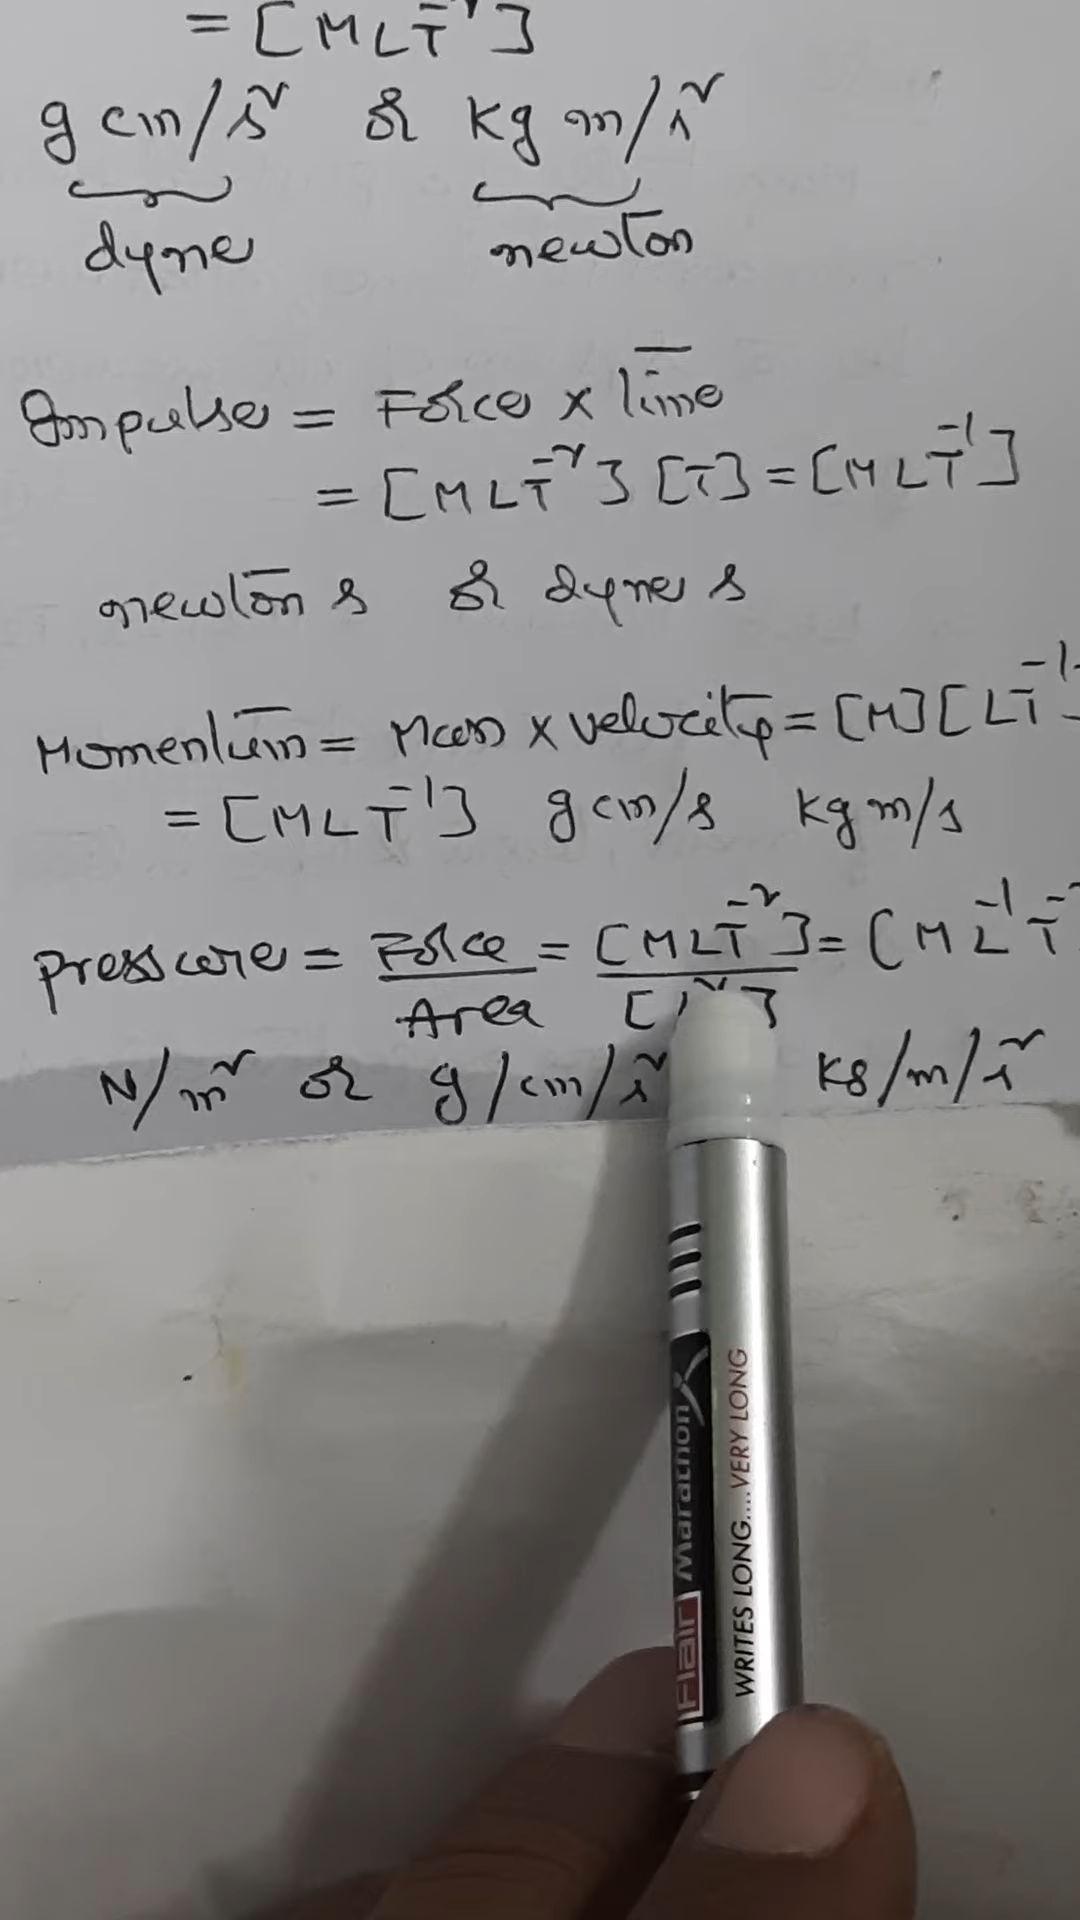 = [MLT⁻²]
g cm/s² or kg m/s²
dyne newton
Impulse = Force × time
= [MLT⁻²] [T] = [MLT⁻¹]
newton s or dyne s
Momentum = Mass × velocity = [M][LT⁻¹
= [MLT⁻¹] g cm/s kg m/s
pressure = Force/Area = [MLT⁻²]/[L²] = [ML⁻¹T⁻
N/m² or g/cm/s² kg/m/s²
Flair Marathon
WRITES LONG....VERY LONG